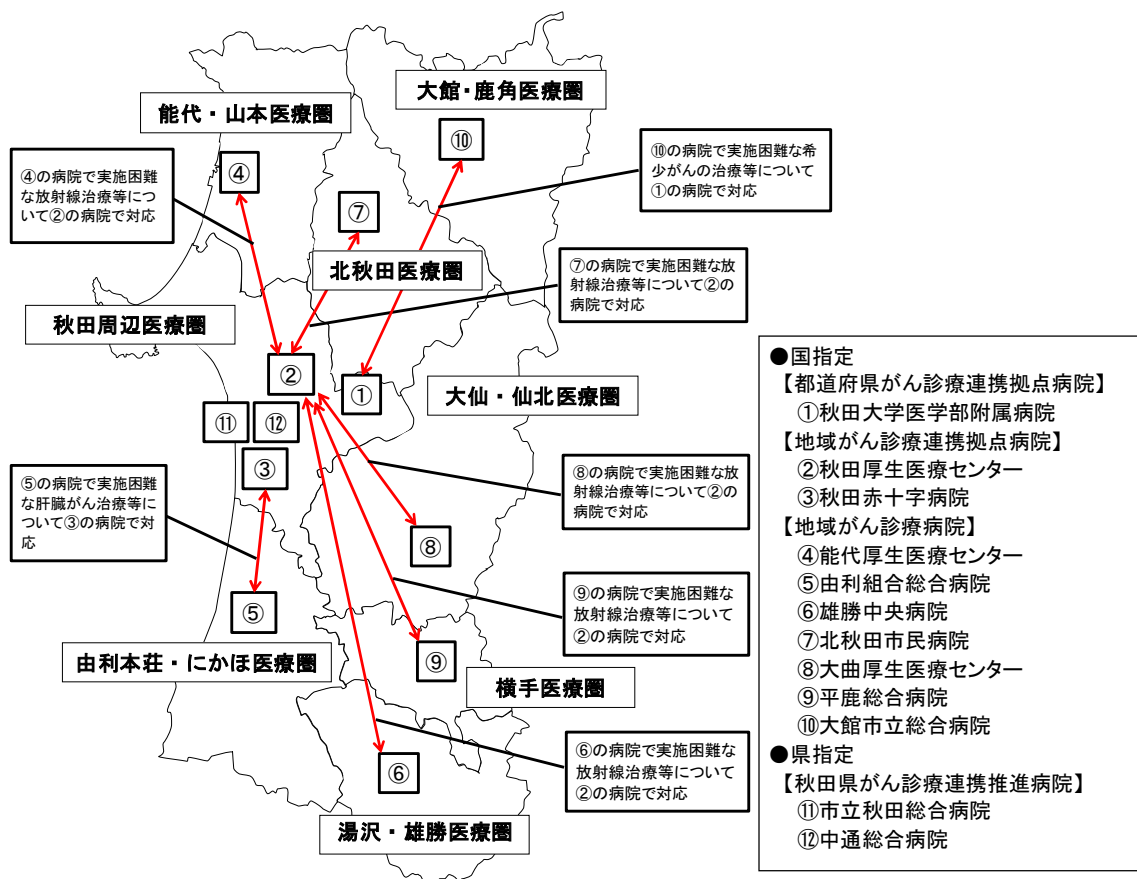 大館・鹿角医療圏
能代・山本医療圏
⑩
⑩の病院で実施困難な希
少がんの治療等について
①の病院で対応
④の病院で実施困難
な放射線治療等につ
いて②の病院で対応
④
⑦
北秋田医療圏
⑦の病院で実施困難な放
射線治療等について②の
病院で対応
秋田周辺医療圏
②
①
大仙・仙北医療圏
⑪
⑫
③
⑤の病院で実施困難
な肝臓がん治療等に
ついて③の病院で対
応
⑧の病院で実施困難な放
射線治療等について②の
病院で対応
⑧
⑤
⑨の病院で実施困難な
放射線治療等について
②の病院で対応
由利本荘・にかほ医療圏
⑨
横手医療圏
⑥
⑥の病院で実施困難な
放射線治療等について
②の病院で対応
湯沢・雄勝医療圏
●国指定
【都道府県がん診療連携拠点病院】
①秋田大学医学部附属病院
【地域がん診療連携拠点病院】
②秋田厚生医療センター
③秋田赤十字病院
【地域がん診療病院】
④能代厚生医療センター
⑤由利組合総合病院
⑥雄勝中央病院
⑦北秋田市民病院
⑧大曲厚生医療センター
⑨平鹿総合病院
⑩大館市立総合病院
●県指定
【秋田県がん診療連携推進病院】
⑪市立秋田総合病院
⑫中通総合病院